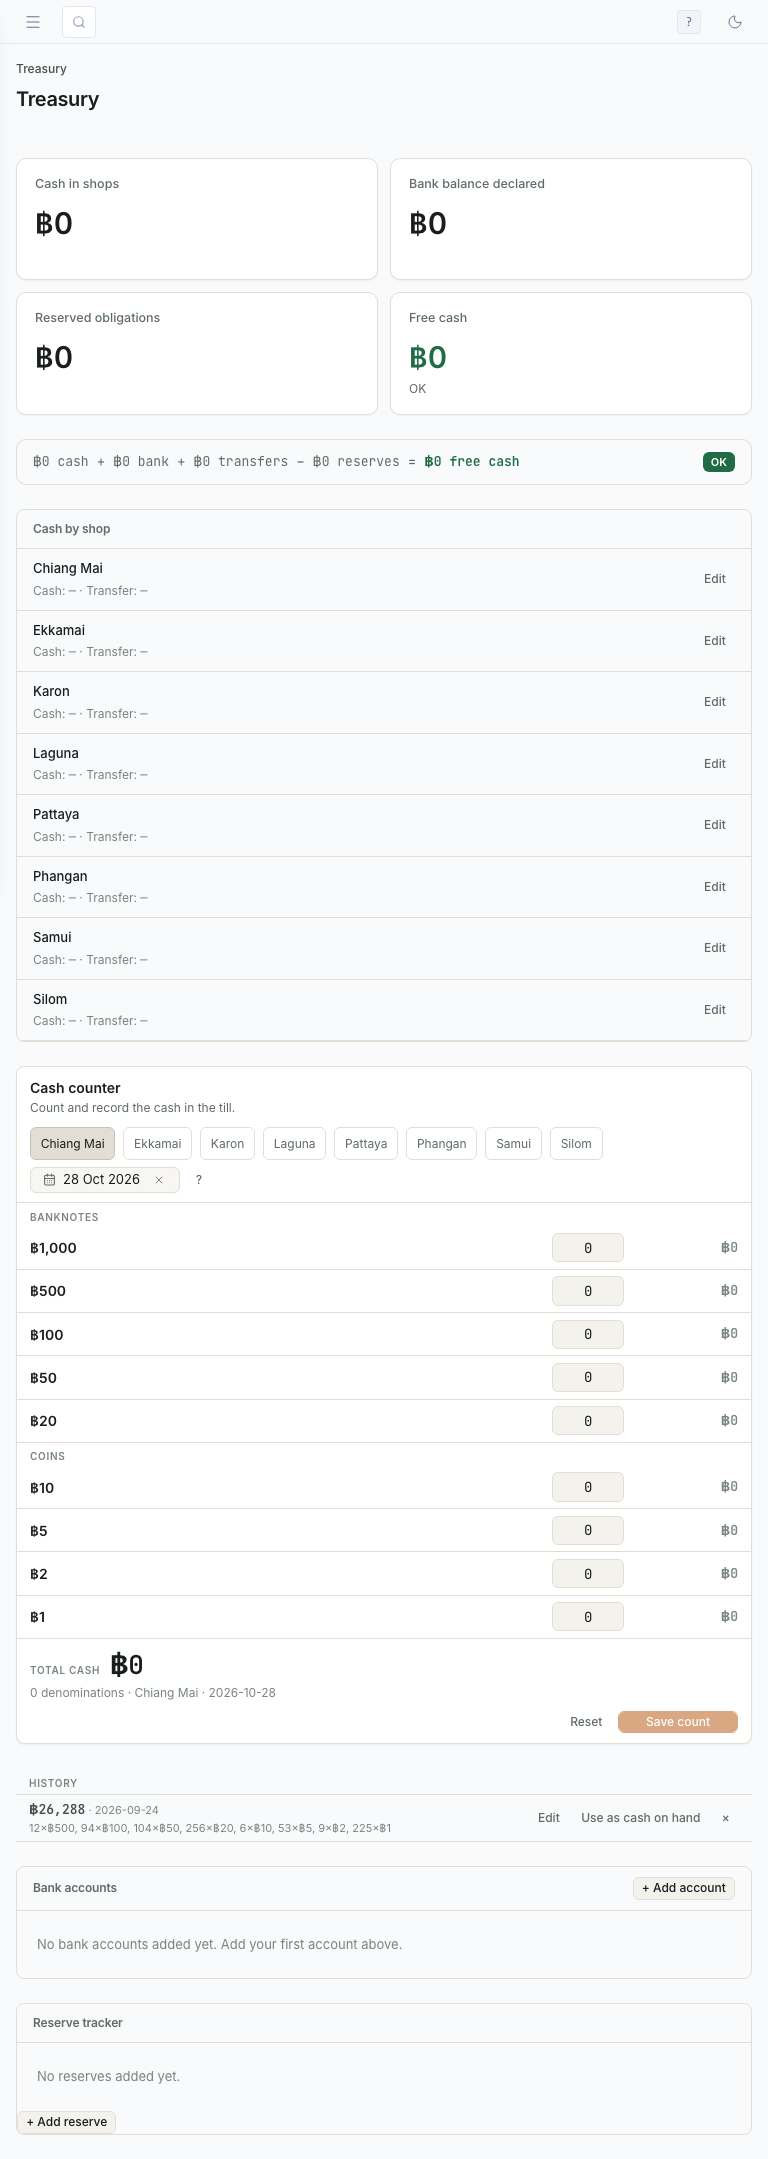 ?
Treasury
Treasury
Cash in shops
฿0
Bank balance declared
฿0
Reserved obligations
฿0
Free cash
฿0
OK
฿0 cash + ฿0 bank + ฿0 transfers − ฿0 reserves = ฿0 free cash
OK
Cash by shop
Chiang Mai
Cash: — · Transfer: —
Edit
Ekkamai
Cash: — · Transfer: —
Edit
Karon
Cash: — · Transfer: —
Edit
Laguna
Cash: — · Transfer: —
Edit
Pattaya
Cash: — · Transfer: —
Edit
Phangan
Cash: — · Transfer: —
Edit
Samui
Cash: — · Transfer: —
Edit
Silom
Cash: — · Transfer: —
Edit
Cash counter
Count and record the cash in the till.
Chiang Mai Ekkamai Karon Laguna Pattaya Phangan Samui Silom
28 Oct 2026 × ?
BANKNOTES
฿1,000 0 ฿0
฿500 0 ฿0
฿100 0 ฿0
฿50 0 ฿0
฿20 0 ฿0
COINS
฿10 0 ฿0
฿5 0 ฿0
฿2 0 ฿0
฿1 0 ฿0
TOTAL CASH ฿0
0 denominations · Chiang Mai · 2026-10-28
Reset Save count
HISTORY
฿26,288 · 2026-09-24
12×฿500, 94×฿100, 104×฿50, 256×฿20, 6×฿10, 53×฿5, 9×฿2, 225×฿1
Edit Use as cash on hand ×
Bank accounts
+ Add account
No bank accounts added yet. Add your first account above.
Reserve tracker
No reserves added yet.
+ Add reserve